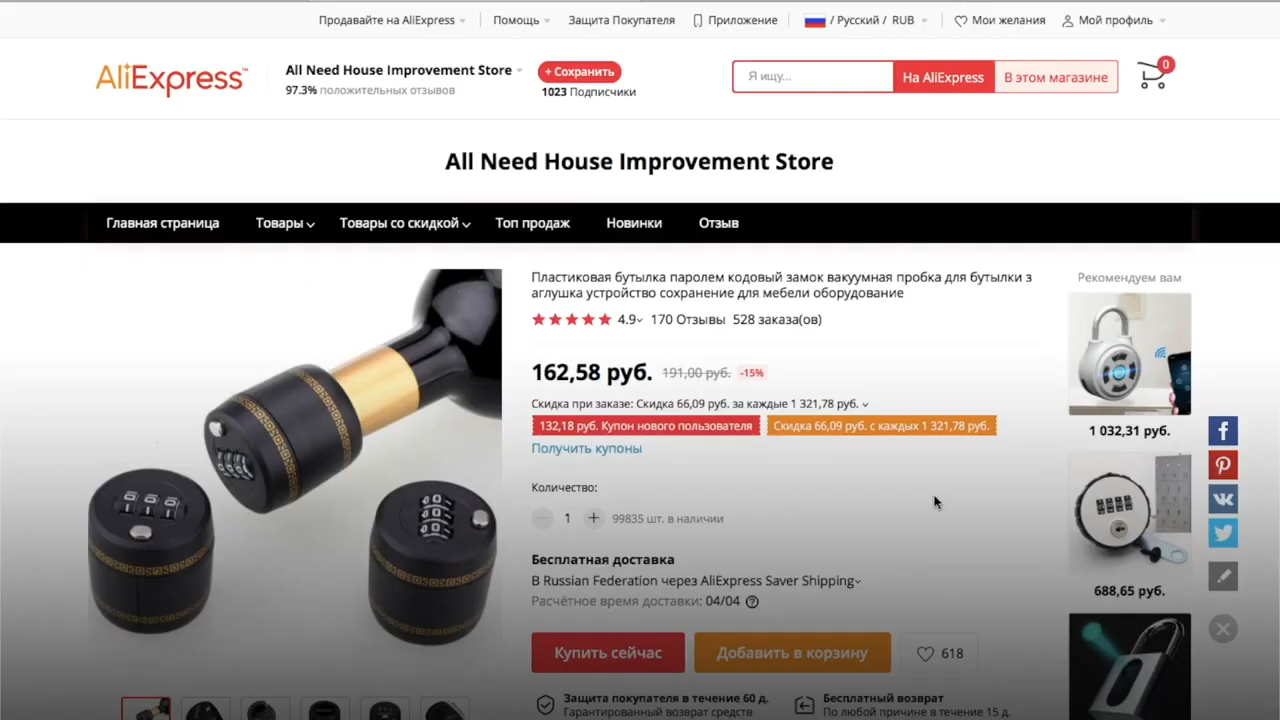 Продавайте на AliExpress
Помощь
Защита Покупателя
Приложение
/ Русский / RUB
Мои желания
Мой профиль
AliExpress™
All Need House Improvement Store
97.3% положительных отзывов
+ Сохранить
1023 Подписчики
Я ищу...
На AliExpress
В этом магазине
0
All Need House Improvement Store
Главная страница
Товары
Товары со скидкой
Топ продаж
Новинки
Отзыв
Пластиковая бутылка паролем кодовый замок вакуумная пробка для бутылки з
аглушка устройство сохранение для мебели оборудование
4.9
170 Отзывы
528 заказа(ов)
162,58 руб.
191,00 руб.
-15%
Скидка при заказе: Скидка 66,09 руб. за каждые 1 321,78 руб.
132,18 руб. Купон нового пользователя
Скидка 66,09 руб. с каждых 1 321,78 руб.
Получить купоны
Количество:
1
99835 шт. в наличии
Бесплатная доставка
В Russian Federation через AliExpress Saver Shipping
Расчётное время доставки: 04/04
Купить сейчас
Добавить в корзину
618
Защита покупателя в течение 60 д.
Гарантированный возврат средств
Бесплатный возврат
По любой причине в течение 15 д.
Рекомендуем вам
1 032,31 руб.
688,65 руб.